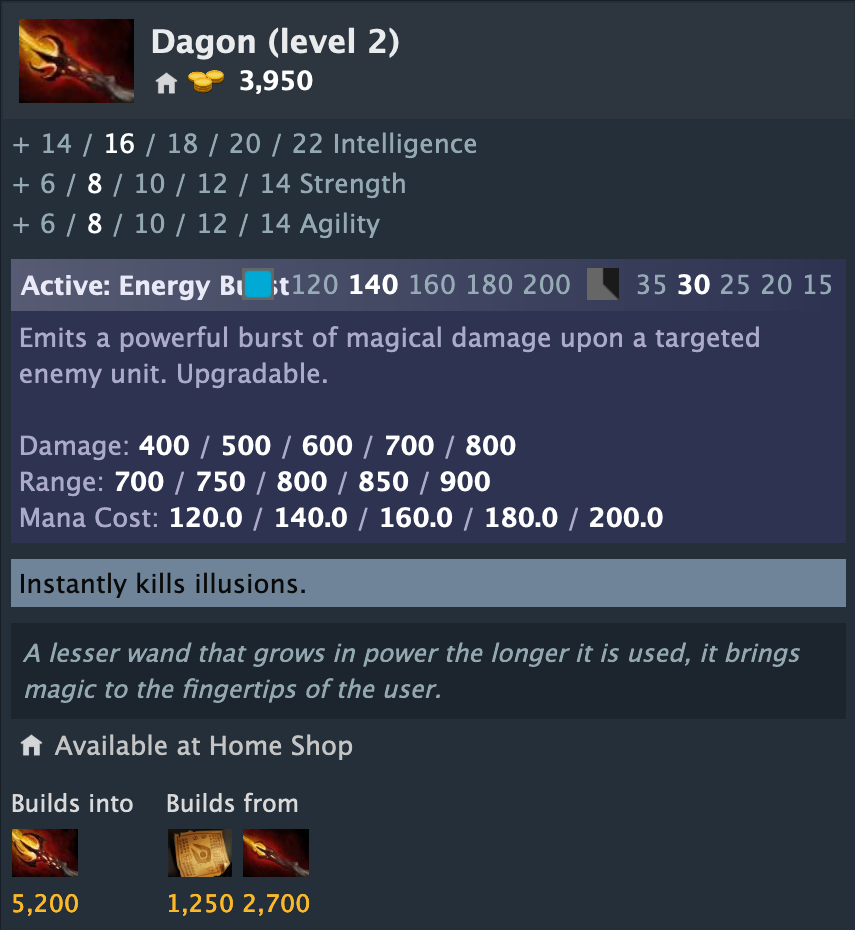 Dagon (level 2)
3,950
+ 14 / 16 / 18 / 20 / 22 Intelligence
+ 6 / 8 / 10 / 12 / 14 Strength
+ 6 / 8 / 10 / 12 / 14 Agility
Active: Energy Burst 120 140 160 180 200 35 30 25 20 15
Emits a powerful burst of magical damage upon a targeted
enemy unit. Upgradable.
Damage: 400 / 500 / 600 / 700 / 800
Range: 700 / 750 / 800 / 850 / 900
Mana Cost: 120.0 / 140.0 / 160.0 / 180.0 / 200.0
Instantly kills illusions.
A lesser wand that grows in power the longer it is used, it brings
magic to the fingertips of the user.
Available at Home Shop
Builds into Builds from
5,200 1,250 2,700